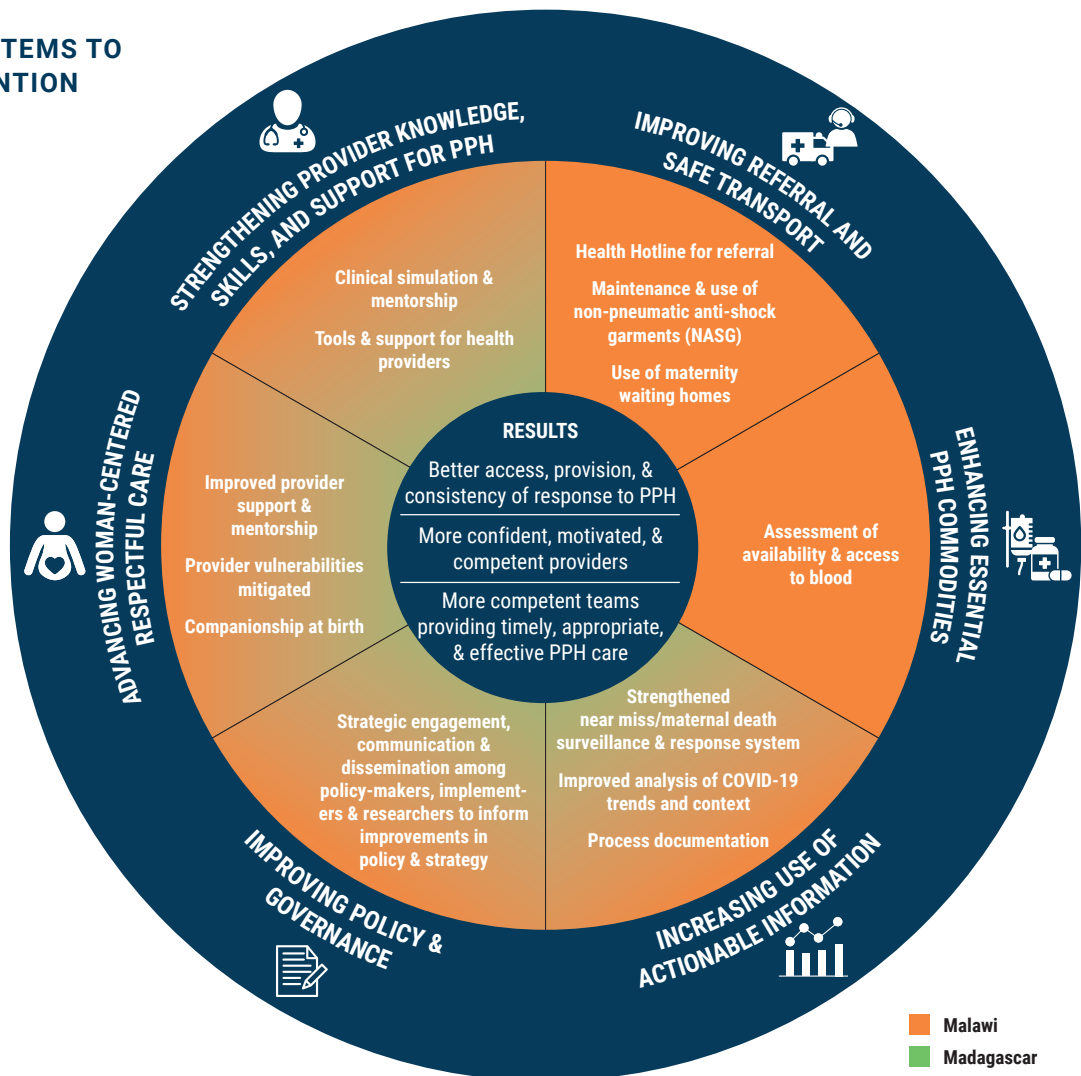 TEMS TO
NTION
STRENGTHENING PROVIDER KNOWLEDGE,
SKILLS, AND SUPPORT FOR PPH
Clinical simulation &
mentorship
Tools & support for health
providers
IMPROVING REFERRAL AND
SAFE TRANSPORT
Health Hotline for referral
Maintenance & use of
non-pneumatic anti-shock
garments (NASG)
Use of maternity
waiting homes
ENHANCING ESSENTIAL
PPH COMMODITIES
Assessment of
availability & access
to blood
INCREASING USE OF
ACTIONABLE INFORMATION
Strengthened
near miss/maternal death
surveillance & response system
Improved analysis of COVID-19
trends and context
Process documentation
IMPROVING POLICY &
GOVERNANCE
Strategic engagement,
communication &
dissemination among
policy-makers, implement-
ers & researchers to inform
improvements in
policy & strategy
ADVANCING WOMAN-CENTERED
RESPECTFUL CARE
Improved provider
support &
mentorship
Provider vulnerabilities
mitigated
Companionship at birth
RESULTS
Better access, provision, &
consistency of response to PPH
More confident, motivated, &
competent providers
More competent teams
providing timely, appropriate,
& effective PPH care
Malawi
Madagascar